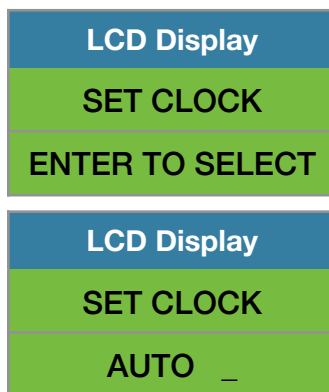 LCD Display
SET CLOCK
ENTER TO SELECT
LCD Display
SET CLOCK
AUTO _